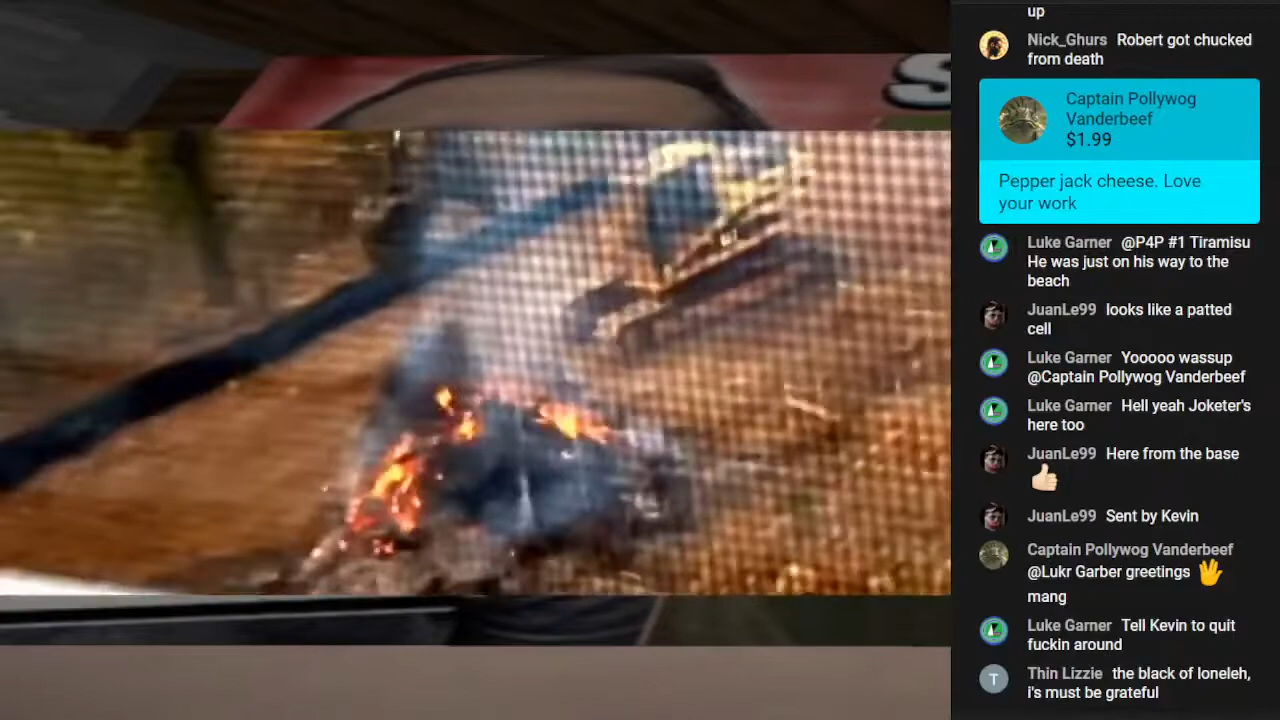 up
Nick_Ghurs Robert got chucked
from death
Captain Pollywog
Vanderbeef
$1.99
Pepper jack cheese. Love
your work
Luke Garner @P4P #1 Tiramisu
He was just on his way to the
beach
JuanLe99 looks like a patted
cell
Luke Garner Yooooo wassup
@Captain Pollywog Vanderbeef
Luke Garner Hell yeah Joketer's
here too
JuanLe99 Here from the base
👍🏻
JuanLe99 Sent by Kevin
Captain Pollywog Vanderbeef
@Lukr Garber greetings 🖖
mang
Luke Garner Tell Kevin to quit
fuckin around
T
Thin Lizzie the black of loneleh,
i's must be grateful